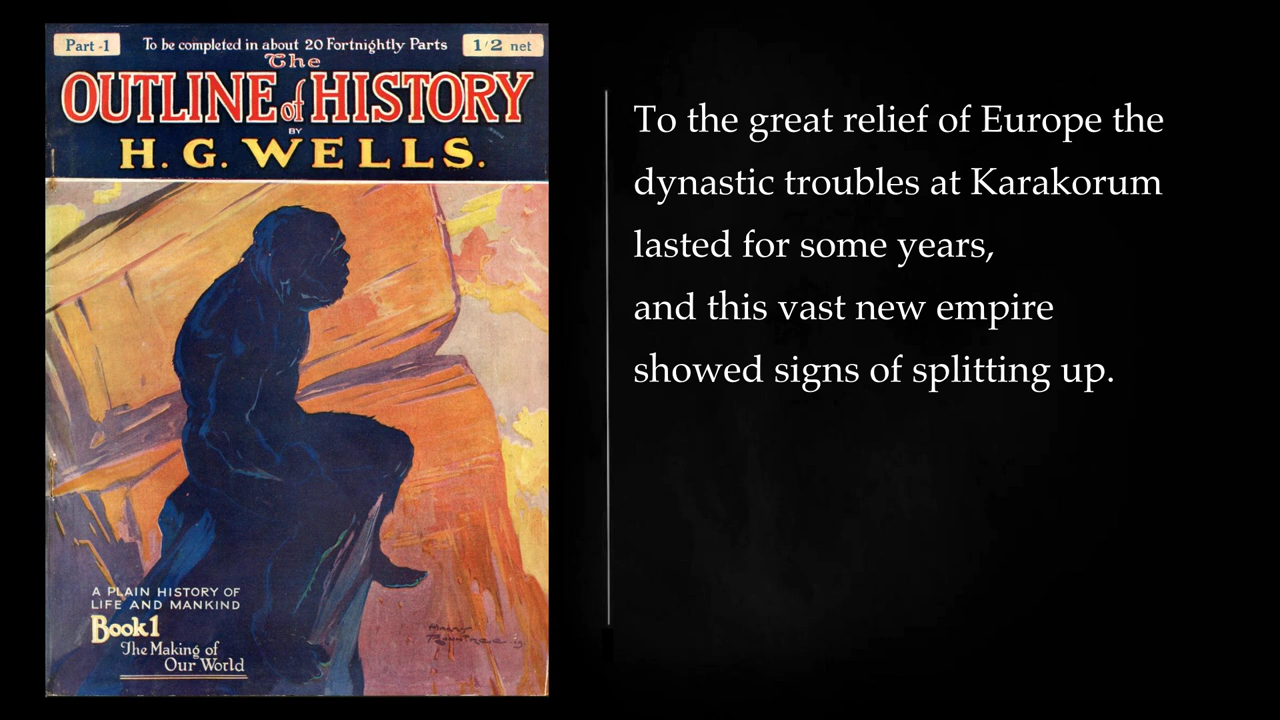 Part -1
To be completed in about 20 Fortnightly Parts
1/2 net
The
OUTLINE of HISTORY
BY
H. G. WELLS.
A PLAIN HISTORY OF
LIFE AND MANKIND
Book 1
The Making of
Our World
To the great relief of Europe the
dynastic troubles at Karakorum
lasted for some years,
and this vast new empire
showed signs of splitting up.